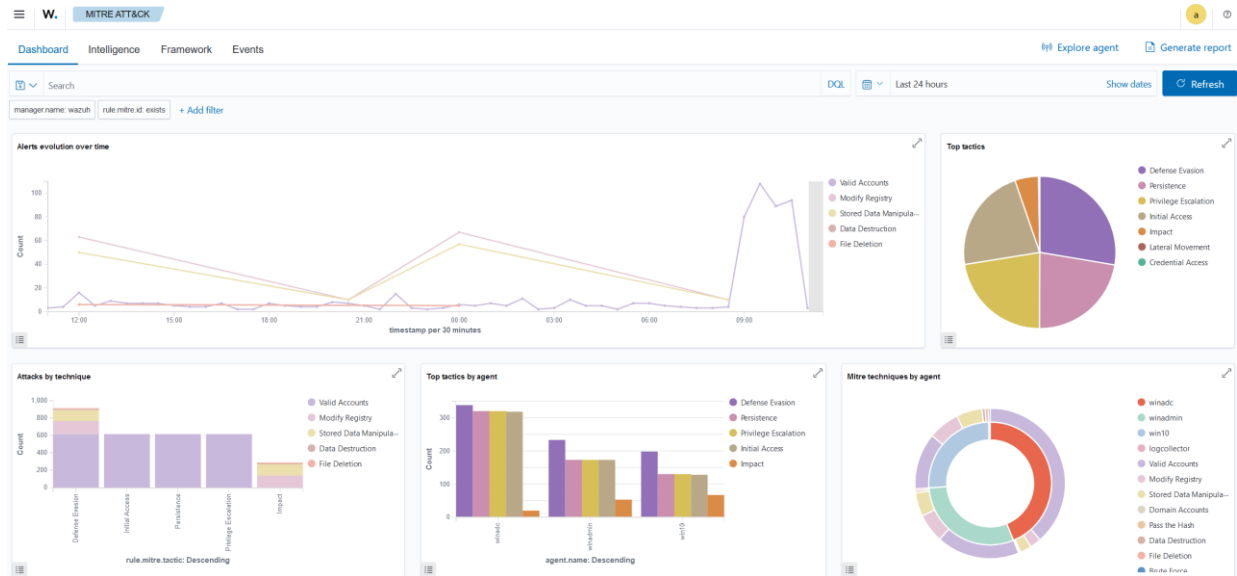 W. MITRE ATT&CK a
Dashboard Intelligence Framework Events Explore agent Generate report
Search DQL Last 24 hours Show dates Refresh
manager.name: wazuh rule.mitre.id: exists + Add filter
Alerts evolution over time
Count
100
80
60
40
20
0
12:00 15:00 18:00 21:00 00:00 03:00 06:00 09:00
timestamp per 30 minutes
Valid Accounts
Modify Registry
Stored Data Manipula...
Data Destruction
File Deletion
Top tactics
Defense Evasion
Persistence
Privilege Escalation
Initial Access
Impact
Lateral Movement
Credential Access
Attacks by technique
Count
1,000
800
600
400
200
0
Defense Evasion
Initial Access
Persistence
Privilege Escalation
Impact
rule.mitre.tactic: Descending
Valid Accounts
Modify Registry
Stored Data Manipula...
Data Destruction
File Deletion
Top tactics by agent
Count
300
200
100
0
winadc
winadmin
win10
agent.name: Descending
Defense Evasion
Persistence
Privilege Escalation
Initial Access
Impact
Mitre techniques by agent
winadc
winadmin
win10
logcollector
Valid Accounts
Modify Registry
Stored Data Manipula...
Domain Accounts
Pass the Hash
Data Destruction
File Deletion
Brute Force